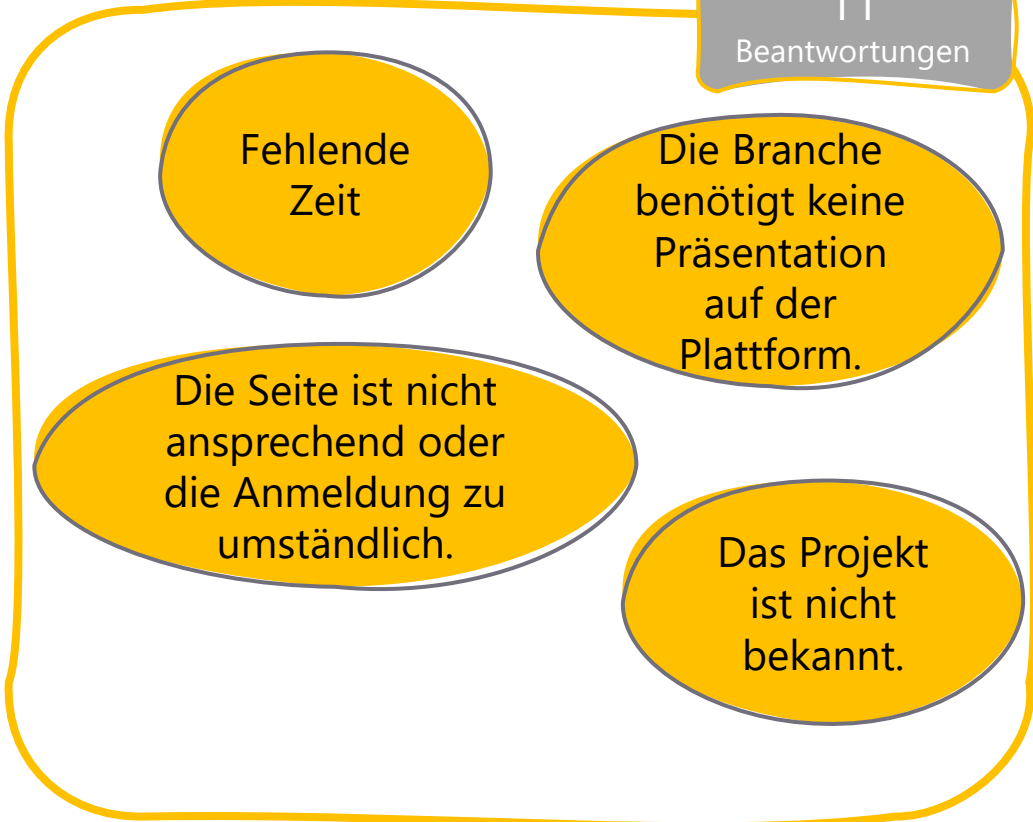 Beantwortungen
Fehlende
Zeit
Die Branche
benötigt keine
Präsentation
auf der
Plattform.
Die Seite ist nicht
ansprechend oder
die Anmeldung zu
umständlich.
Das Projekt
ist nicht
bekannt.